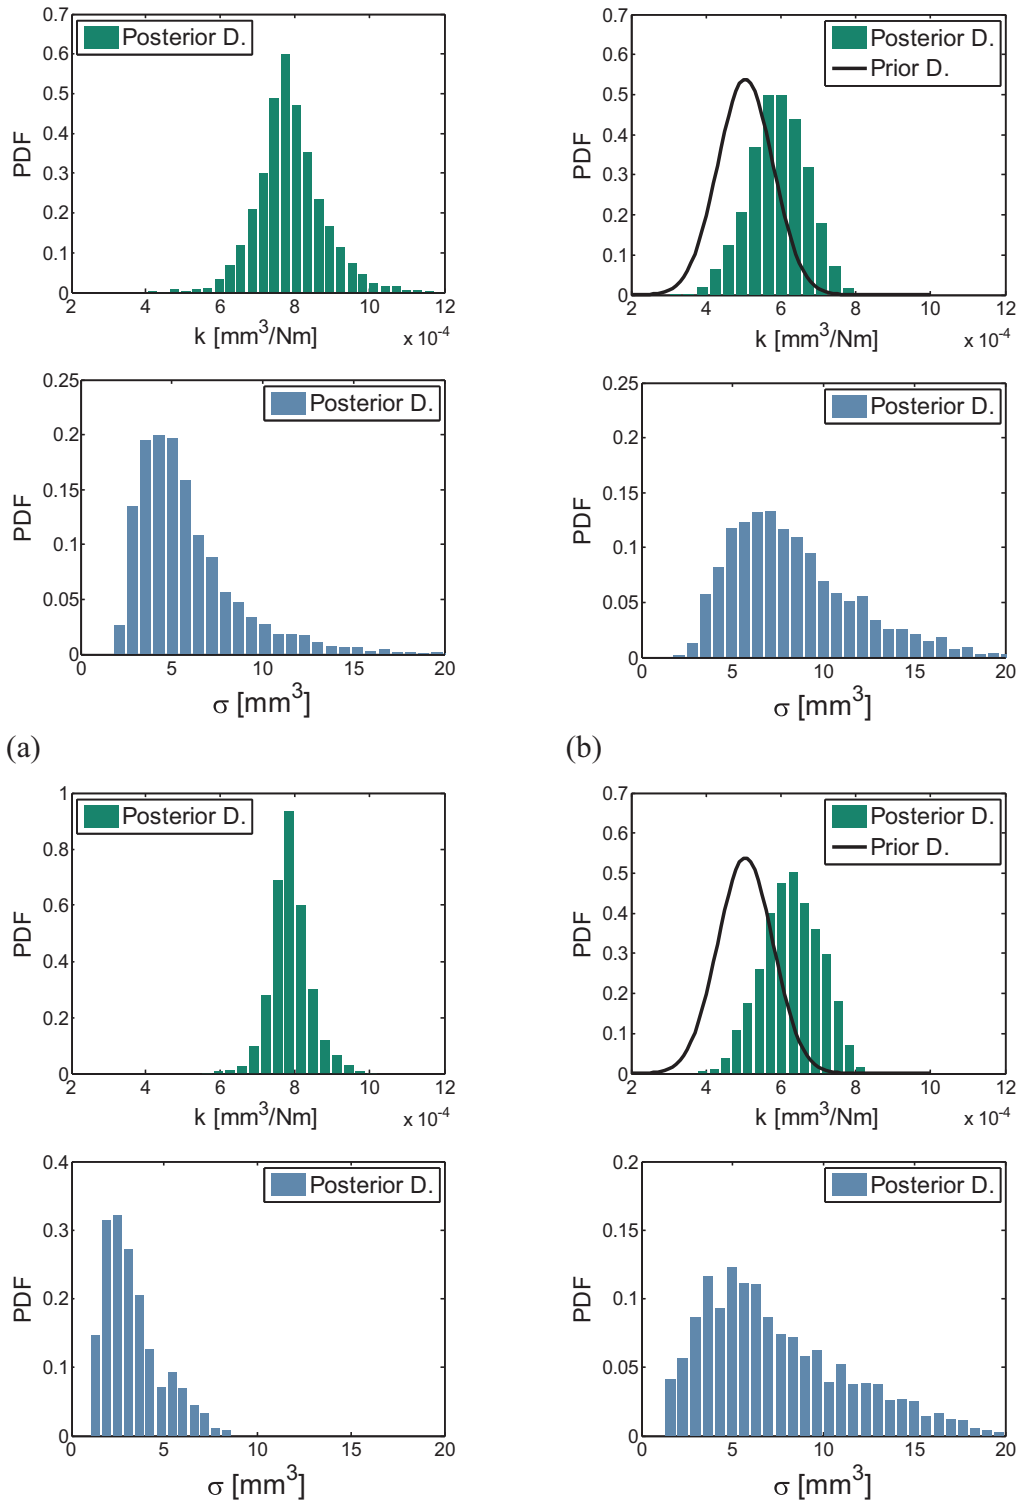 0.7
0.6
0.5
0.4
0.3
0.2
0.1
0
PDF
Posterior D.
2 4 6 8 10 12
k [mm³/Nm] x 10⁻⁴
0.7
0.6
0.5
0.4
0.3
0.2
0.1
0
PDF
Posterior D.
Prior D.
2 4 6 8 10 12
k [mm³/Nm] x 10⁻⁴
0.25
0.2
0.15
0.1
0.05
0
PDF
Posterior D.
0 5 10 15 20
σ [mm³]
0.25
0.2
0.15
0.1
0.05
0
PDF
Posterior D.
0 5 10 15 20
σ [mm³]
(a)
(b)
1
0.8
0.6
0.4
0.2
0
PDF
Posterior D.
2 4 6 8 10 12
k [mm³/Nm] x 10⁻⁴
0.7
0.6
0.5
0.4
0.3
0.2
0.1
0
PDF
Posterior D.
Prior D.
2 4 6 8 10 12
k [mm³/Nm] x 10⁻⁴
0.4
0.3
0.2
0.1
0
PDF
Posterior D.
0 5 10 15 20
σ [mm³]
0.2
0.15
0.1
0.05
0
PDF
Posterior D.
0 5 10 15 20
σ [mm³]